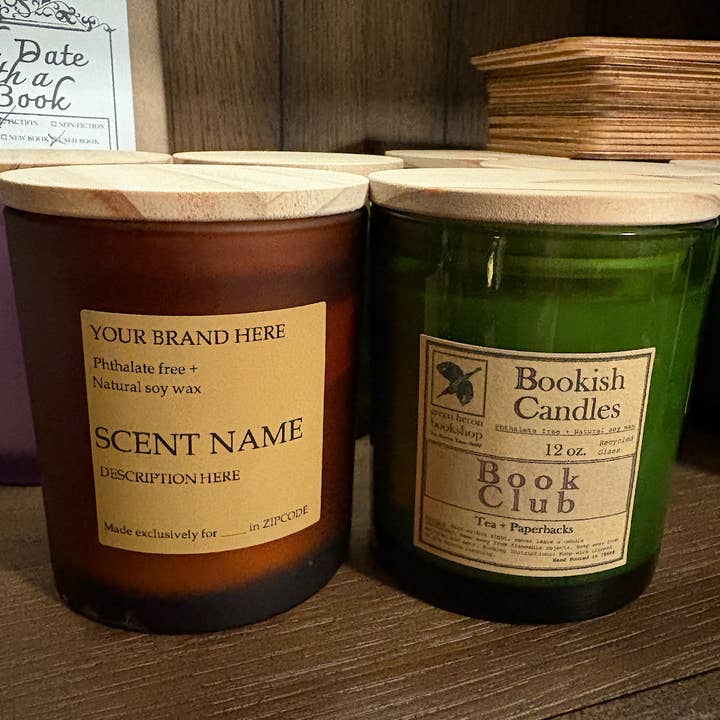 Date
th a
Book
FICTION NON-FICTION
NEW BOOK USED BOOK
YOUR BRAND HERE
Phthalate free +
Natural soy wax
SCENT NAME
DESCRIPTION HERE
Made exclusively for ____ in ZIPCODE
green heron
bookshop
Bookish
Candles
Phthalate free + Natural soy wax
12 oz.
Recycled
Glass
Book
Club
Tea + Paperbacks